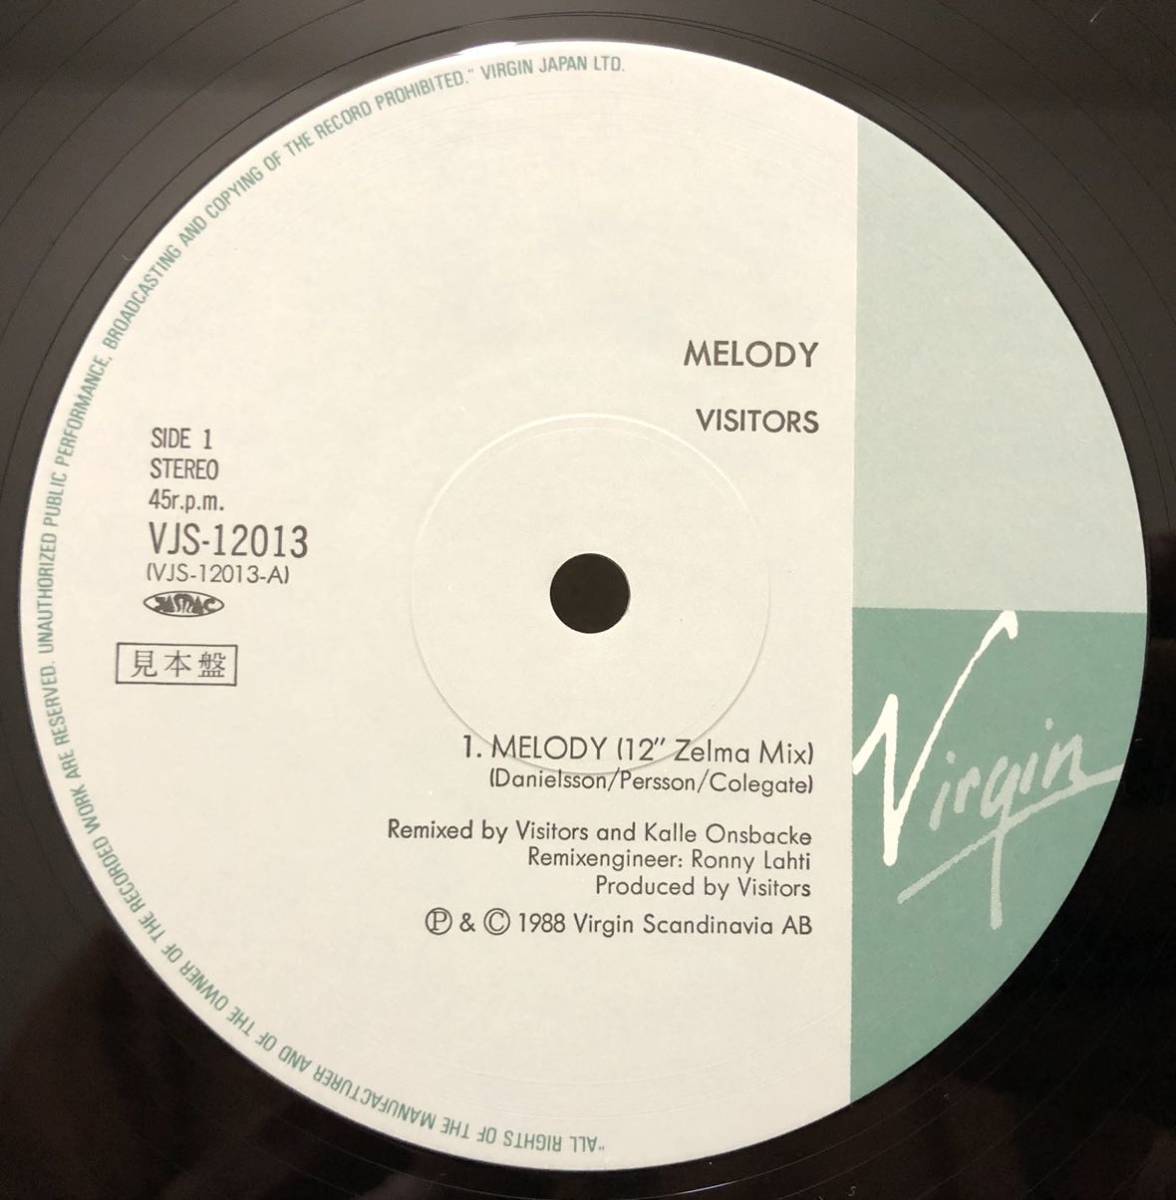 MELODY
VISITORS
SIDE 1
STEREO
45r.p.m.
VJS-12013
(VJS-12013-A)
JASRAC
見本盤
1. MELODY (12" Zelma Mix)
(Danielsson/Persson/Colegate)
Remixed by Visitors and Kalle Onsbacke
Remixengineer: Ronny Lahti
Produced by Visitors
Ⓟ & Ⓒ 1988 Virgin Scandinavia AB
Virgin
"ALL RIGHTS OF THE MANUFACTURER AND OF THE OWNER OF THE RECORDED WORK ARE RESERVED. UNAUTHORIZED PUBLIC PERFORMANCE, BROADCASTING AND COPYING OF THE RECORD PROHIBITED." VIRGIN JAPAN LTD.